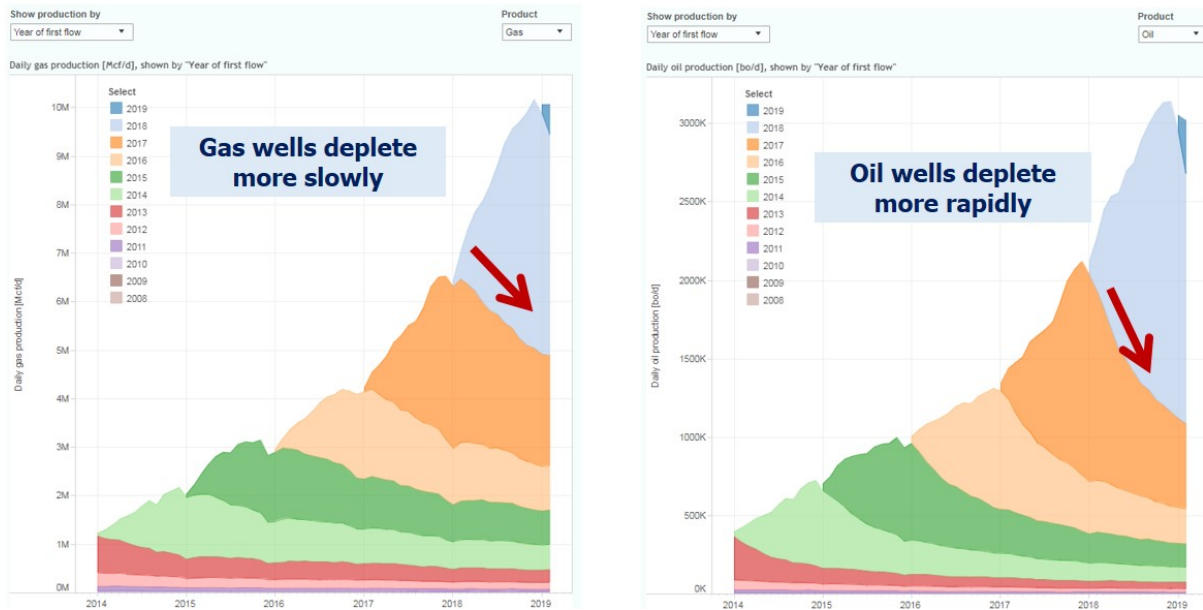 Show production by
Product
Year of first flow
Gas
Daily gas production [Mcf/d], shown by "Year of first flow"
Select
2019
2018
2017
2016
2015
2014
2013
2012
2011
2010
2009
2008
Gas wells deplete
more slowly
Daily gas production [Mcf/d]
10M
9M
8M
7M
6M
5M
4M
3M
2M
1M
0M
2014
2015
2016
2017
2018
2019
Show production by
Product
Year of first flow
Oil
Daily oil production [bo/d], shown by "Year of first flow"
Select
2019
2018
2017
2016
2015
2014
2013
2012
2011
2010
2009
2008
Oil wells deplete
more rapidly
Daily oil production [bo/d]
3000K
2500K
2000K
1500K
1000K
500K
0K
2014
2015
2016
2017
2018
2019